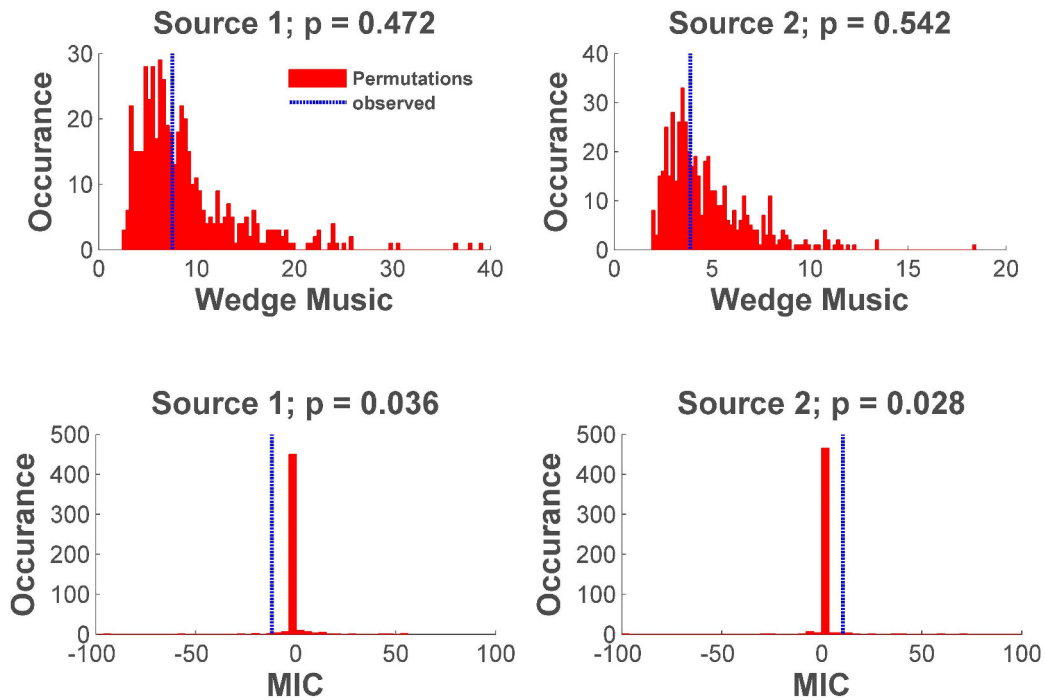 Source 1; p = 0.472
Occurance
30
20
10
0
0 10 20 30 40
Wedge Music
Permutations
observed
Source 2; p = 0.542
Occurance
40
30
20
10
0
0 5 10 15 20
Wedge Music
Source 1; p = 0.036
Occurance
500
400
300
200
100
0
-100 -50 0 50 100
MIC
Source 2; p = 0.028
Occurance
500
400
300
200
100
0
-100 -50 0 50 100
MIC